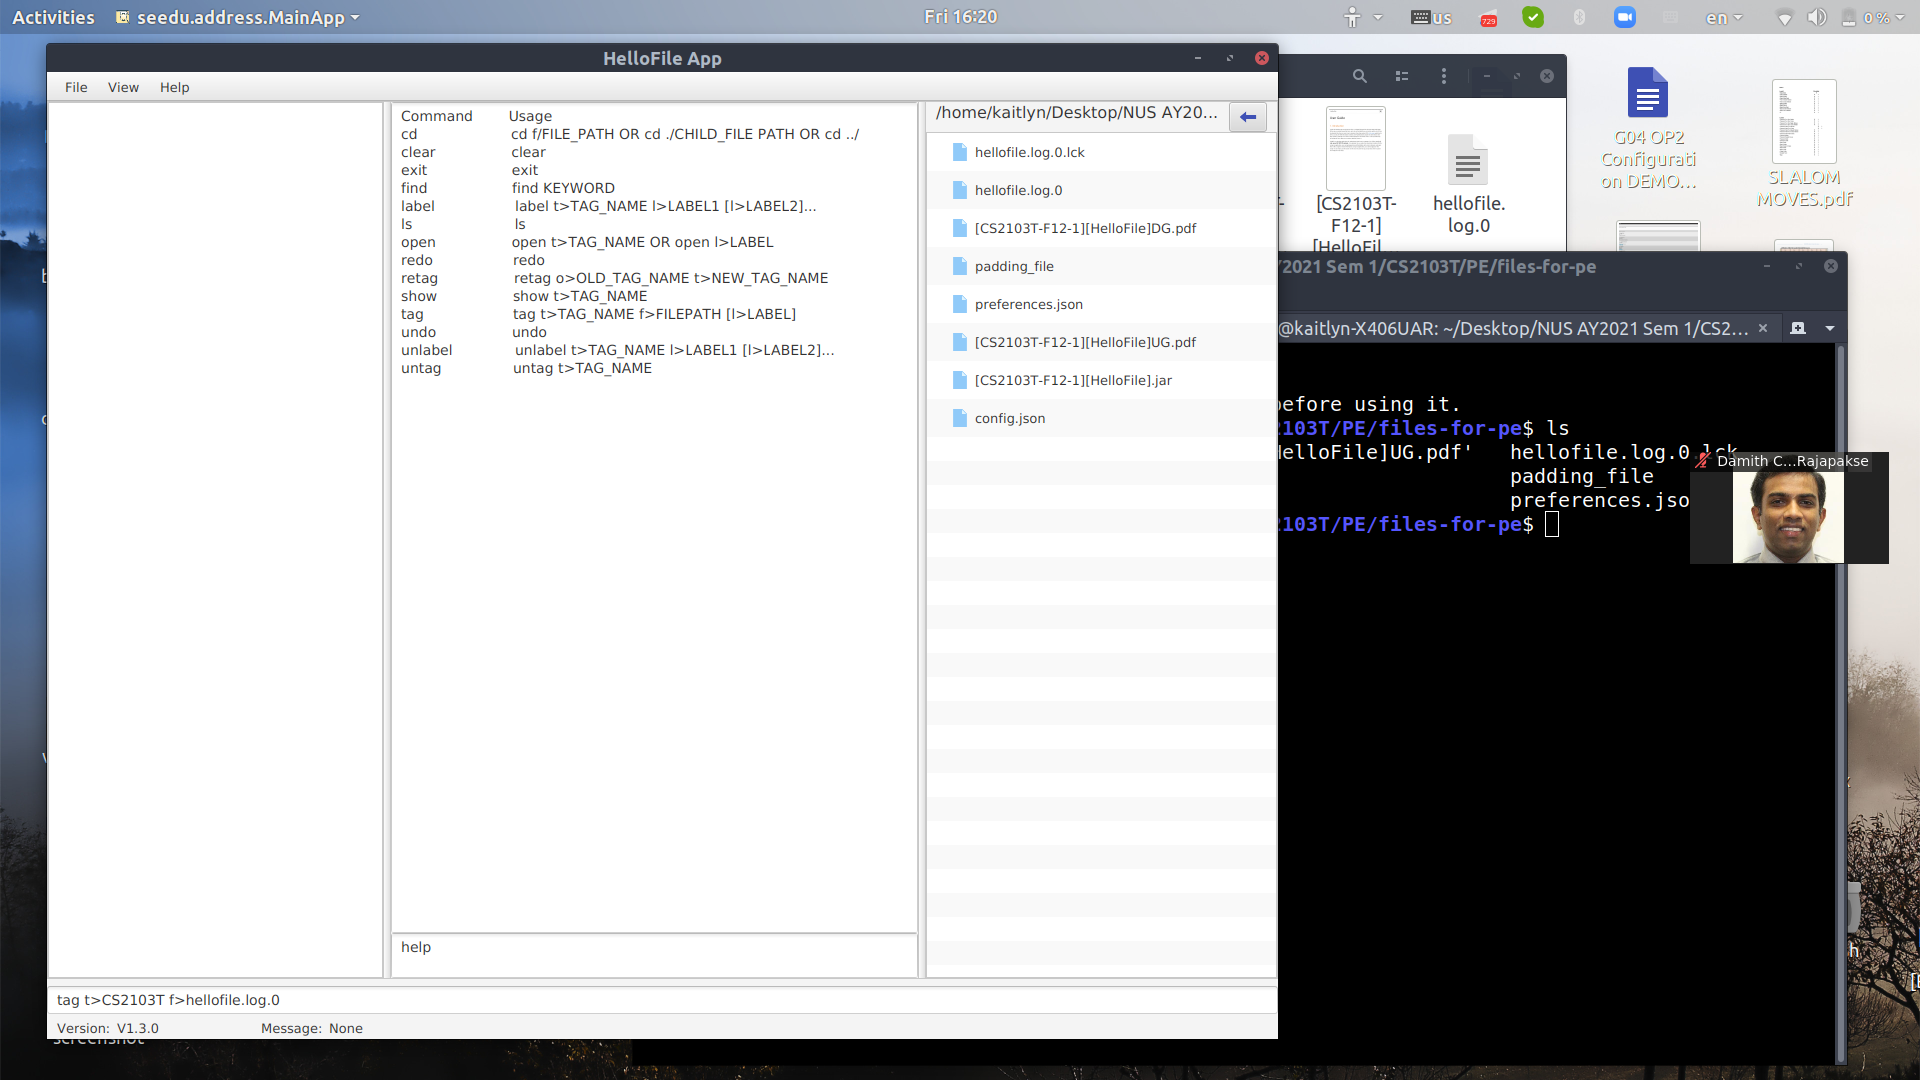 Activities
seedu.address.MainApp
Fri 16:20
us
729
en
0 %
HelloFile App
File View Help
Command Usage
cd cd f/FILE_PATH OR cd ./CHILD_FILE PATH OR cd ../
clear clear
exit exit
find find KEYWORD
label label t>TAG_NAME l>LABEL1 [l>LABEL2]...
ls ls
open open t>TAG_NAME OR open l>LABEL
redo redo
retag retag o>OLD_TAG_NAME t>NEW_TAG_NAME
show show t>TAG_NAME
tag tag t>TAG_NAME f>FILEPATH [l>LABEL]
undo undo
unlabel unlabel t>TAG_NAME l>LABEL1 [l>LABEL2]...
untag untag t>TAG_NAME
help
/home/kaitlyn/Desktop/NUS AY20...
hellofile.log.0.lck
hellofile.log.0
[CS2103T-F12-1][HelloFile]DG.pdf
padding_file
preferences.json
[CS2103T-F12-1][HelloFile]UG.pdf
[CS2103T-F12-1][HelloFile].jar
config.json
tag t>CS2103T f>hellofile.log.0
Version: V1.3.0 Message: None
screenshot
[CS2103T-
F12-1]
[HelloFil...
hellofile.
log.0
G04 OP2
Configurati
on DEMO...
SLALOM
MOVES.pdf
Y2021 Sem 1/CS2103T/PE/files-for-pe
@kaitlyn-X406UAR: ~/Desktop/NUS AY2021 Sem 1/CS2...
before using it.
2103T/PE/files-for-pe$ ls
HelloFile]UG.pdf' hellofile.log.0.lck
padding_file
preferences.jso
2103T/PE/files-for-pe$
Damith C...Rajapakse